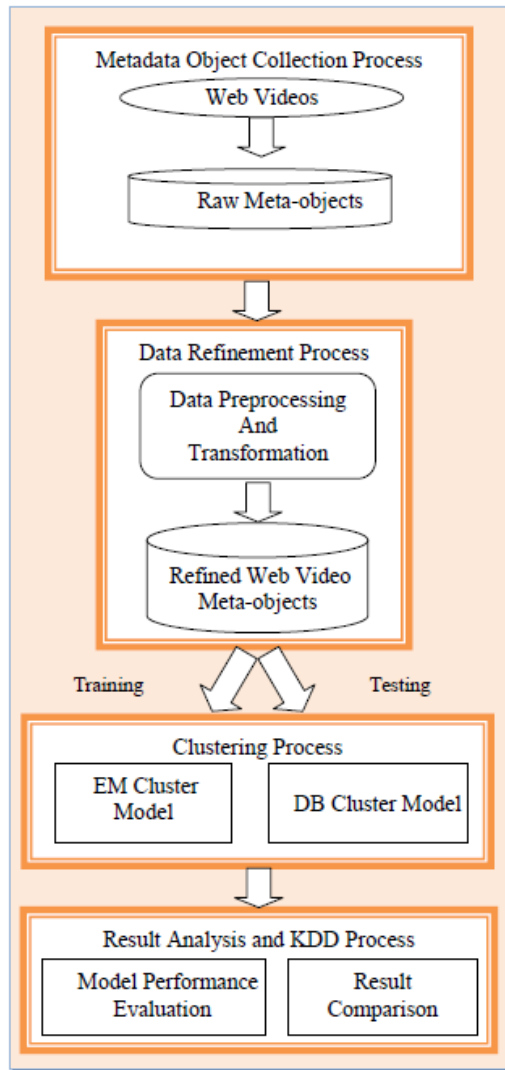 Metadata Object Collection Process
Web Videos
Raw Meta-objects
Data Refinement Process
Data Preprocessing
And
Transformation
Refined Web Video
Meta-objects
Training
Testing
Clustering Process
EM Cluster
Model
DB Cluster Model
Result Analysis and KDD Process
Model Performance
Evaluation
Result
Comparison